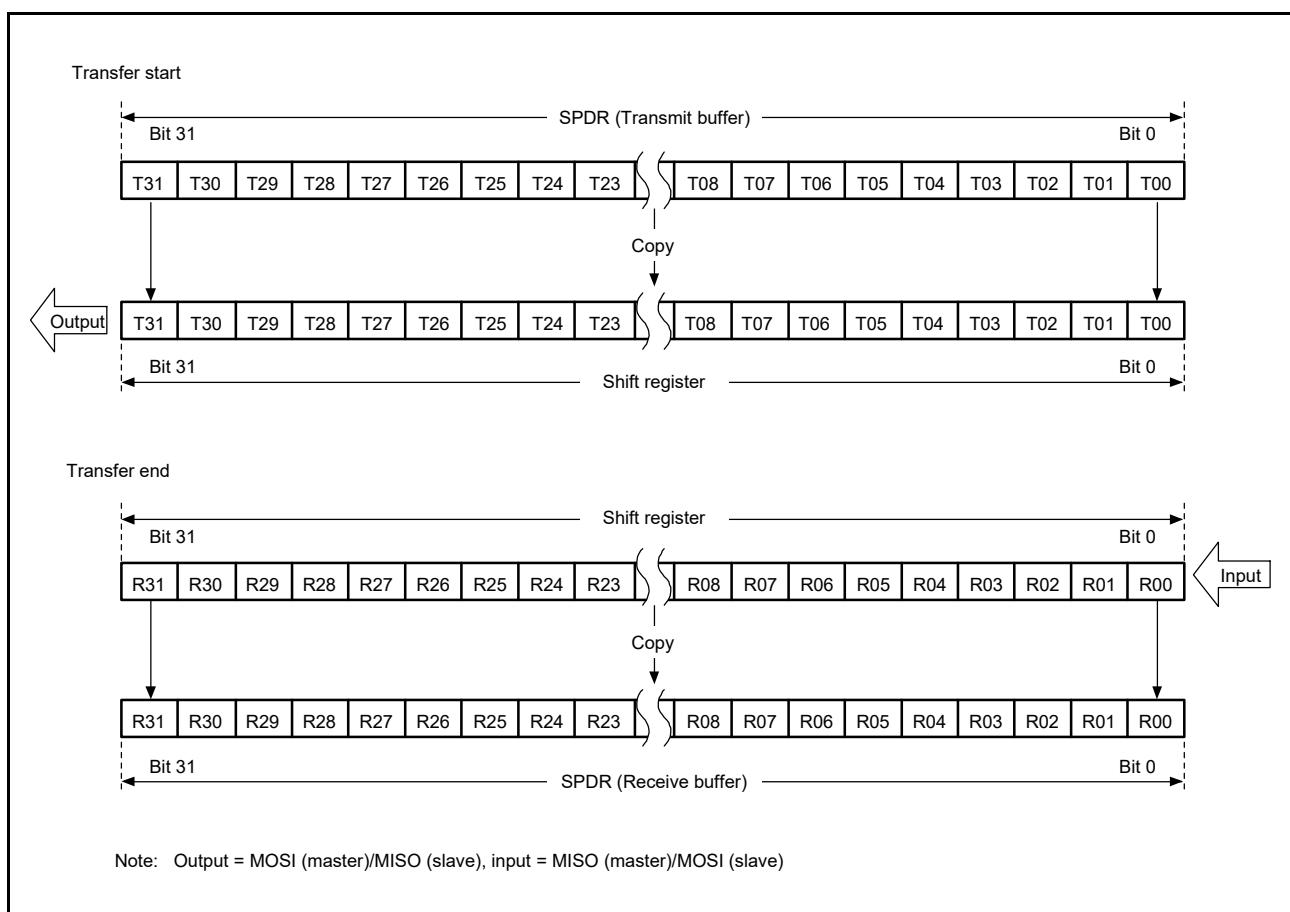 Transfer start
SPDR (Transmit buffer)
Bit 31 Bit 0
T31 T30 T29 T28 T27 T26 T25 T24 T23 T08 T07 T06 T05 T04 T03 T02 T01 T00
Copy
Output T31 T30 T29 T28 T27 T26 T25 T24 T23 T08 T07 T06 T05 T04 T03 T02 T01 T00
Bit 31 Bit 0
Shift register
Transfer end
Shift register
Bit 31 Bit 0
R31 R30 R29 R28 R27 R26 R25 R24 R23 R08 R07 R06 R05 R04 R03 R02 R01 R00 Input
Copy
R31 R30 R29 R28 R27 R26 R25 R24 R23 R08 R07 R06 R05 R04 R03 R02 R01 R00
Bit 31 Bit 0
SPDR (Receive buffer)
Note: Output = MOSI (master)/MISO (slave), input = MISO (master)/MOSI (slave)